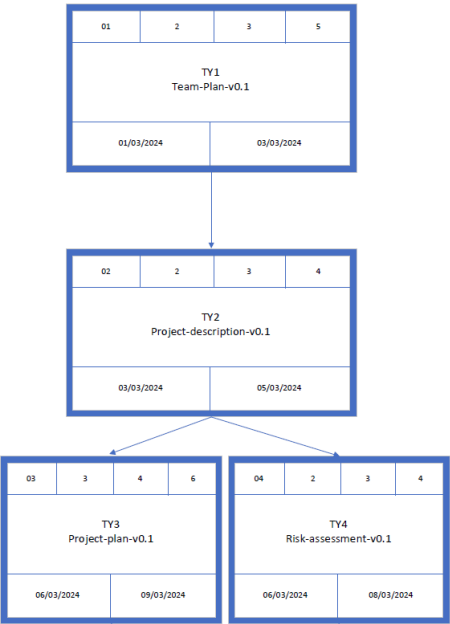 01 2 3 5
TY1
Team-Plan-v0.1
01/03/2024 03/03/2024
02 2 3 4
TY2
Project-description-v0.1
03/03/2024 05/03/2024
03 3 4 6
TY3
Project-plan-v0.1
06/03/2024 09/03/2024
04 2 3 4
TY4
Risk-assessment-v0.1
06/03/2024 08/03/2024